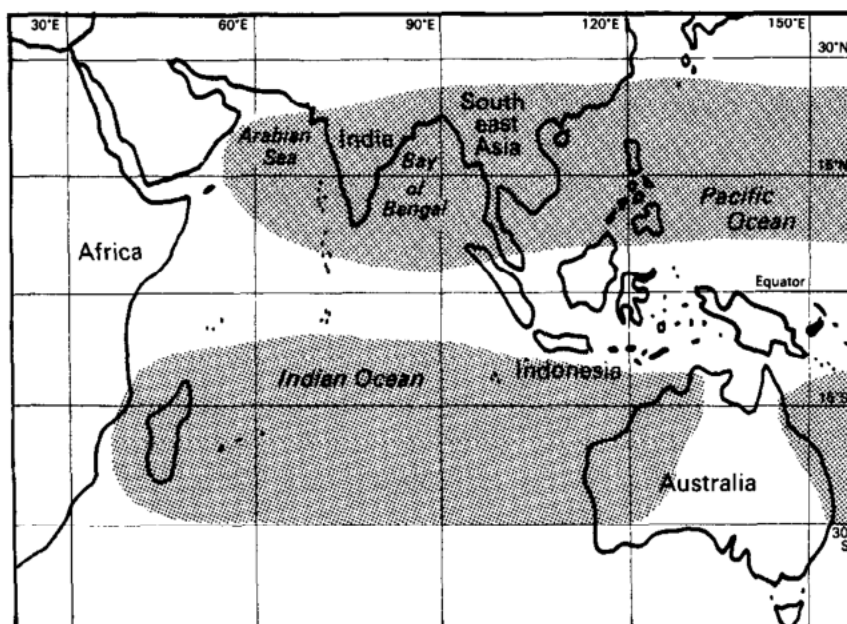 30°E 60°E 90°E 120°E 150°E
30°N
South
east
Asia
Arabian
Sea
India
Bay
of
Bengal
15°N
Pacific
Ocean
Africa
Equator
Indian Ocean
Indonesia
15°S
Australia
30
S